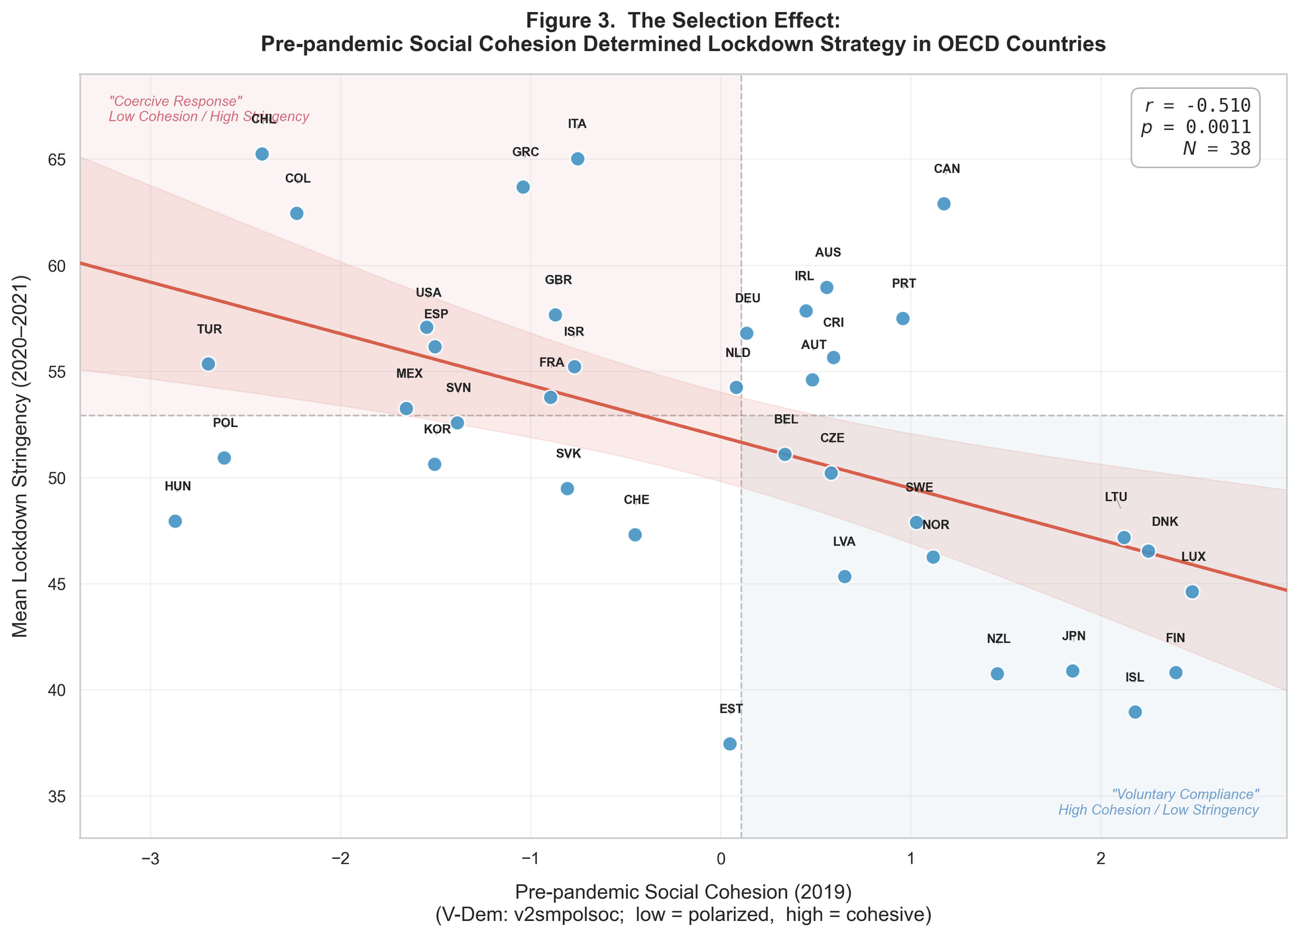 Figure 3.  The Selection Effect:
Pre-pandemic Social Cohesion Determined Lockdown Strategy in OECD Countries
"Coercive Response"
Low Cohesion / High Stringency
r = -0.510
p = 0.0011
N = 38
CHL
ITA
GRC
CAN
COL
AUS
IRL
GBR
PRT
USA
DEU
ESP
CRI
TUR
ISR
AUT
NLD
FRA
MEX
SVN
BEL
POL
KOR
CZE
SVK
SWE
HUN
CHE
LTU
NOR
DNK
LVA
LUX
NZL
JPN
FIN
ISL
EST
"Voluntary Compliance"
High Cohesion / Low Stringency
65
60
55
50
45
40
35
Mean Lockdown Stringency (2020–2021)
−3
−2
−1
0
1
2
Pre-pandemic Social Cohesion (2019)
(V-Dem: v2smpolsoc;  low = polarized,  high = cohesive)